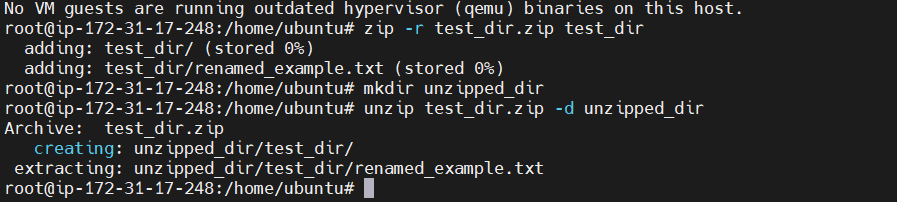 No VM guests are running outdated hypervisor (qemu) binaries on this host.
root@ip-172-31-17-248:/home/ubuntu# zip -r test_dir.zip test_dir
  adding: test_dir/ (stored 0%)
  adding: test_dir/renamed_example.txt (stored 0%)
root@ip-172-31-17-248:/home/ubuntu# mkdir unzipped_dir
root@ip-172-31-17-248:/home/ubuntu# unzip test_dir.zip -d unzipped_dir
Archive:  test_dir.zip
   creating: unzipped_dir/test_dir/
 extracting: unzipped_dir/test_dir/renamed_example.txt
root@ip-172-31-17-248:/home/ubuntu#